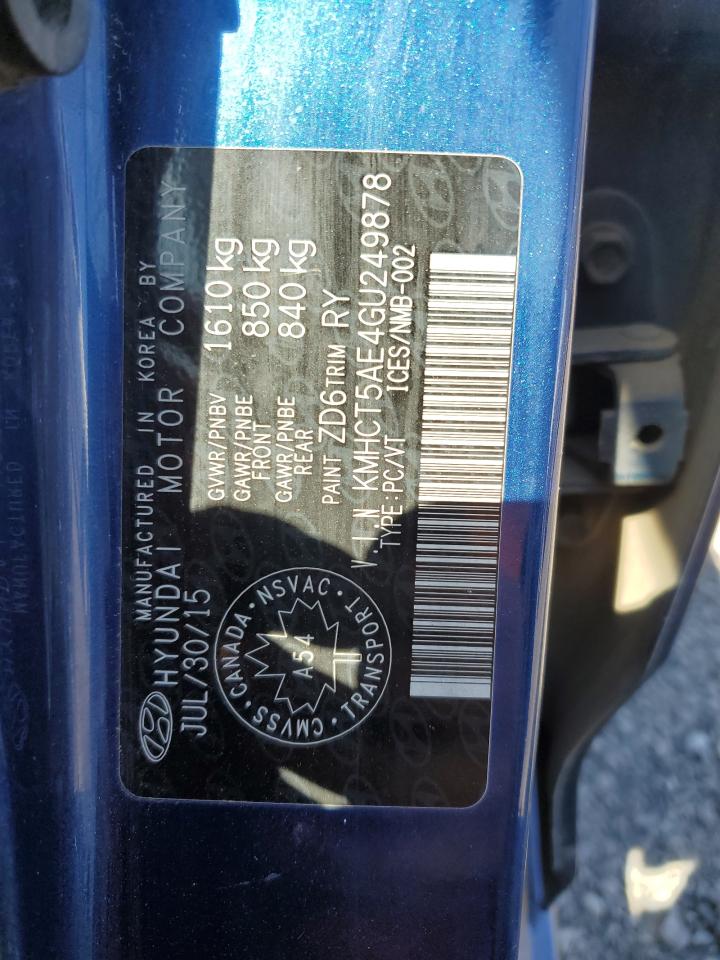 MANUFACTURED IN KOREA BY
HYUNDAI MOTOR COMPANY
JUL/30/15
GVWR/PNBV 1610 kg
GAWR/PNBE FRONT 850 kg
GAWR/PNBE REAR 840 kg
PAINT ZD6 TRIM RY
V.I.N KMHCT5AE4GU249878
TYPE:PC/VT ICES/NMB-002
CANADA · NSVAC · TRANSPORT · CMVSS ·
A54